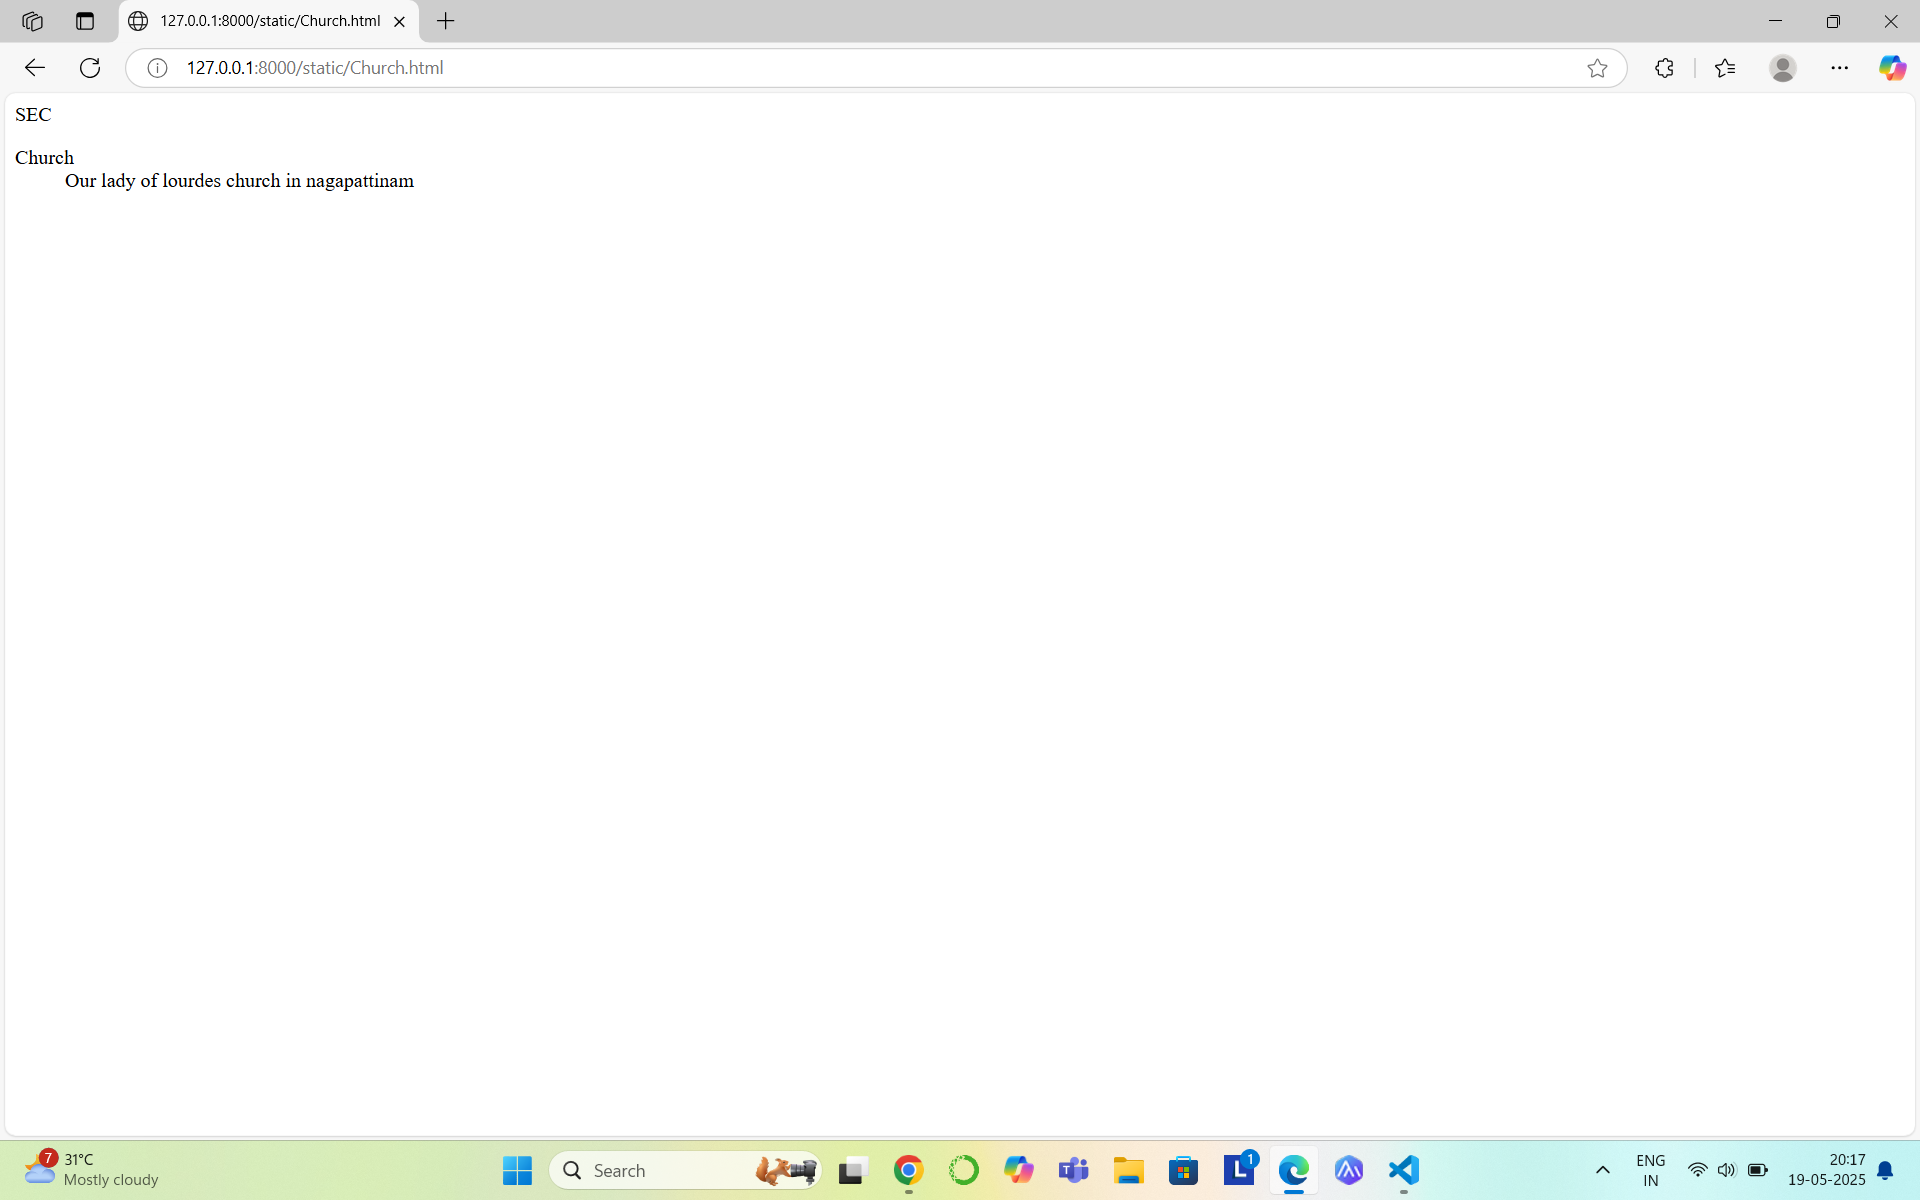 127.0.0.1:8000/static/Church.html
127.0.0.1:8000/static/Church.html
SEC
Church
Our lady of lourdes church in nagapattinam
7
31°C
Mostly cloudy
Search
T
L
1
ENG
IN
20:17
19-05-2025